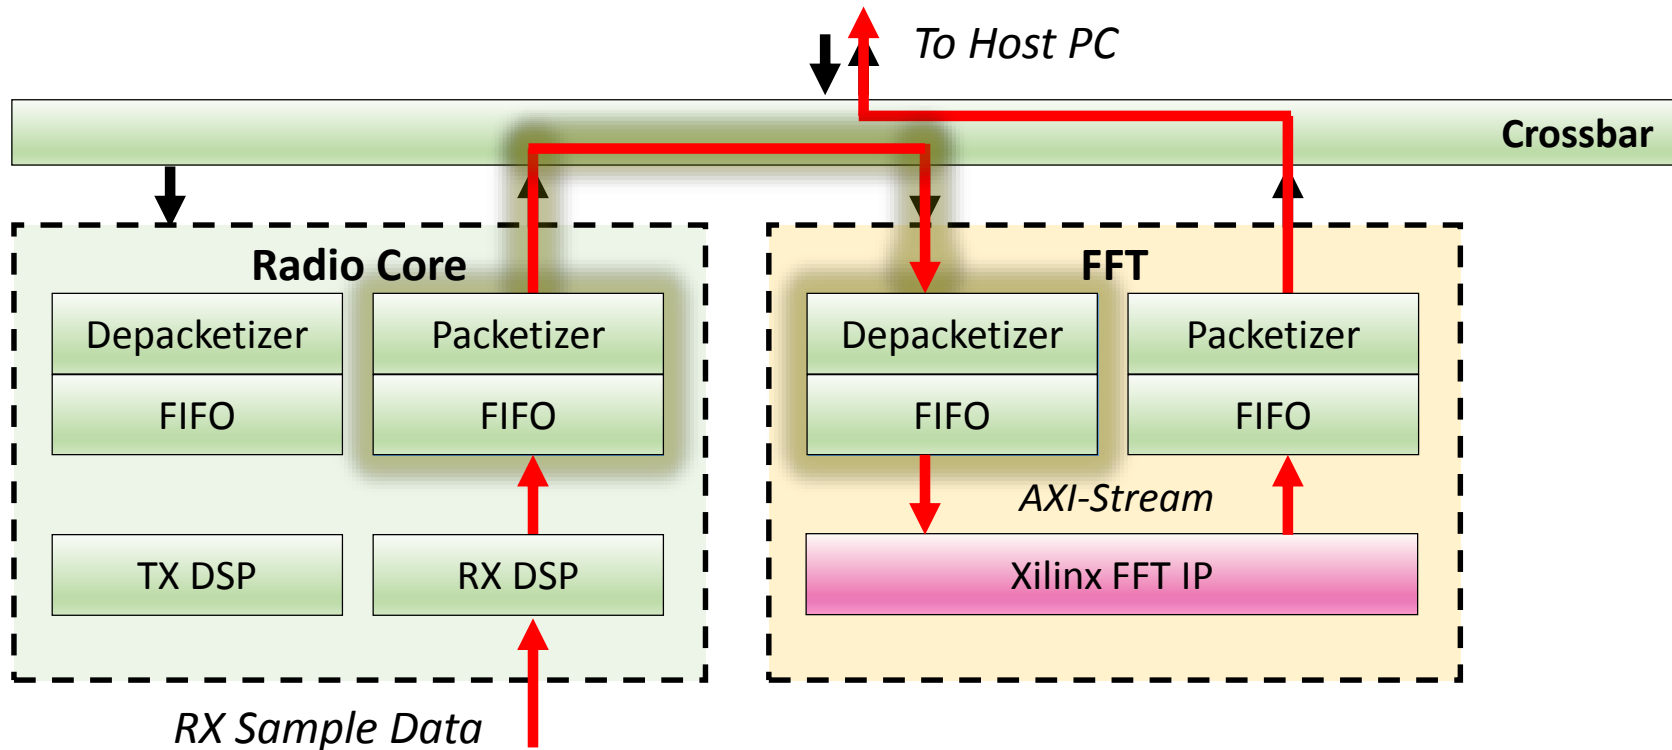 To Host PC
Crossbar
Radio Core
Depacketizer
Packetizer
FIFO
FIFO
TX DSP
RX DSP
RX Sample Data
FFT
Depacketizer
Packetizer
FIFO
FIFO
AXI-Stream
Xilinx FFT IP